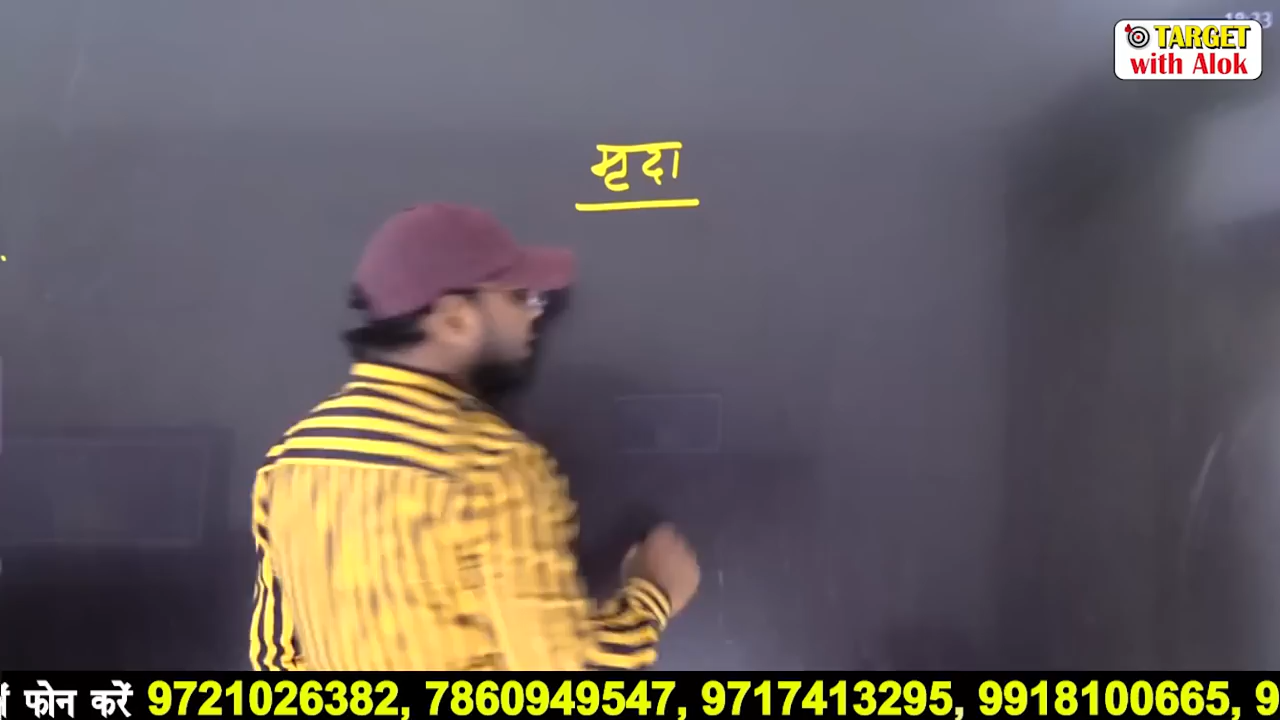 TARGET
with Alok
मृदा
फोन करें 9721026382, 7860949547, 9717413295, 9918100665, 9